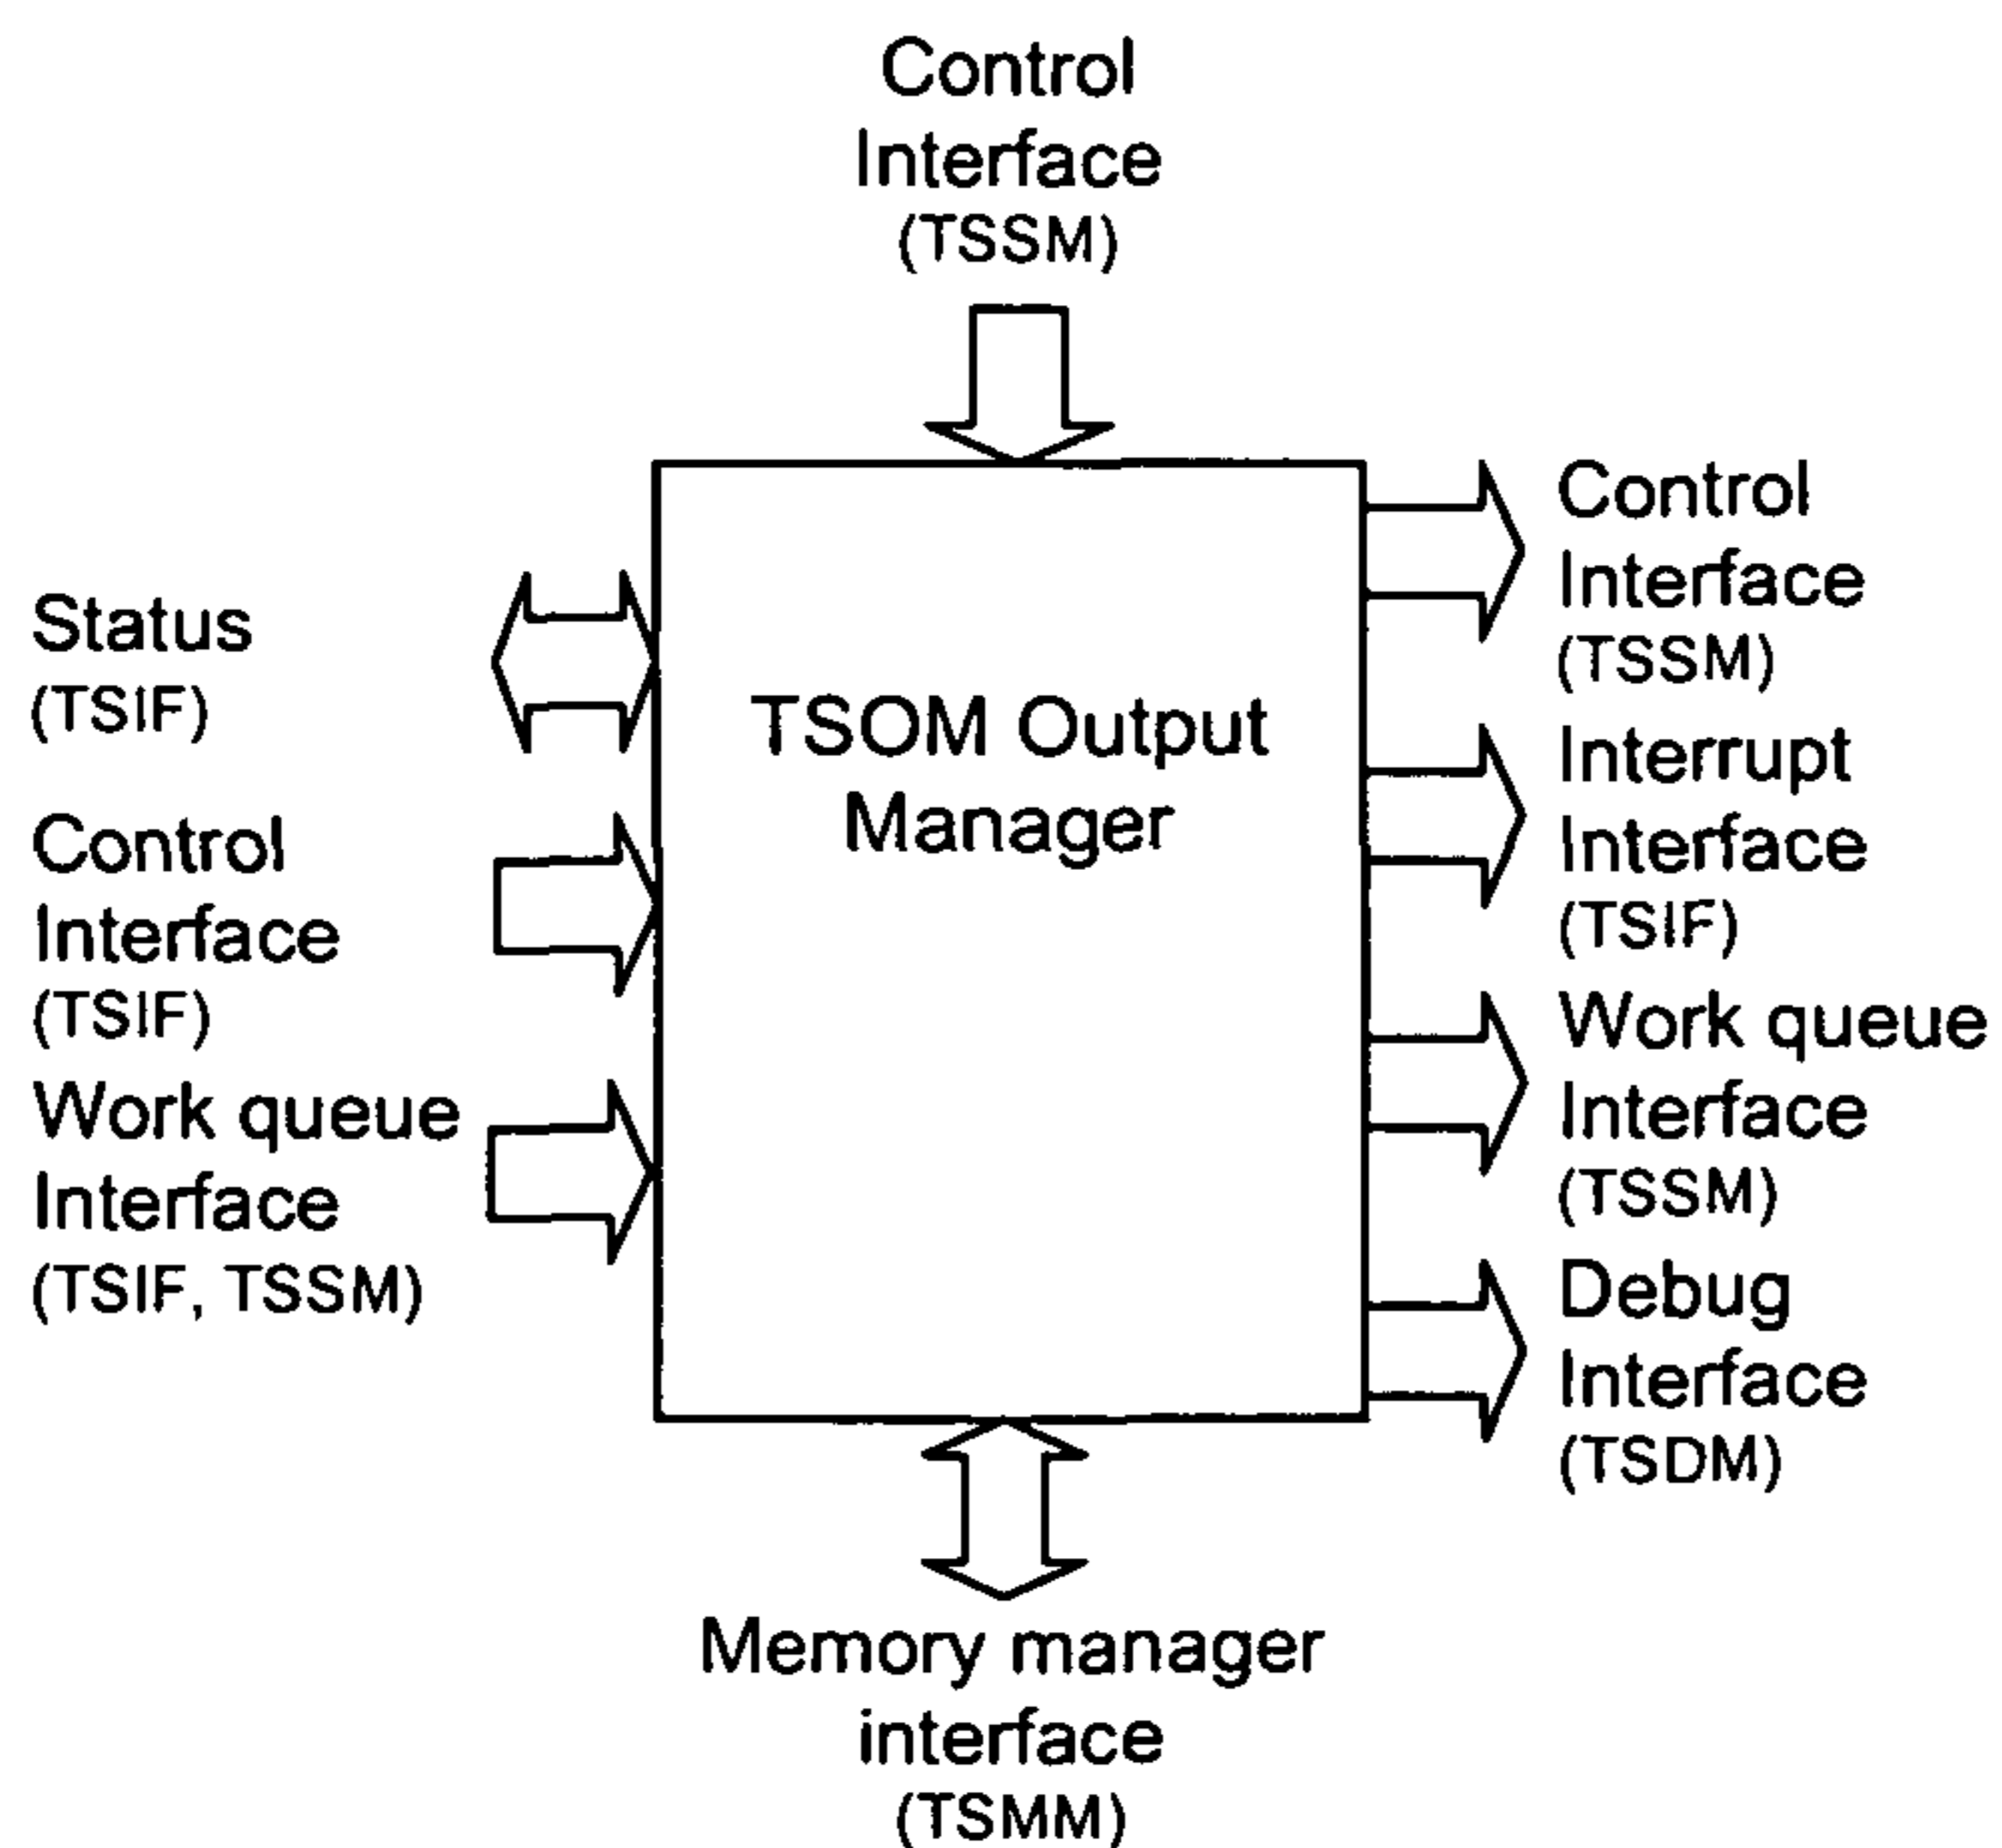 Control
Interface
(TSSM)
Status
(TSIF)
Control
Interface
(TSIF)
Work queue
Interface
(TSIF, TSSM)
TSOM Output
Manager
Control
Interface
(TSSM)
Interrupt
Interface
(TSIF)
Work queue
Interface
(TSSM)
Debug
Interface
(TSDM)
Memory manager
interface
(TSMM)